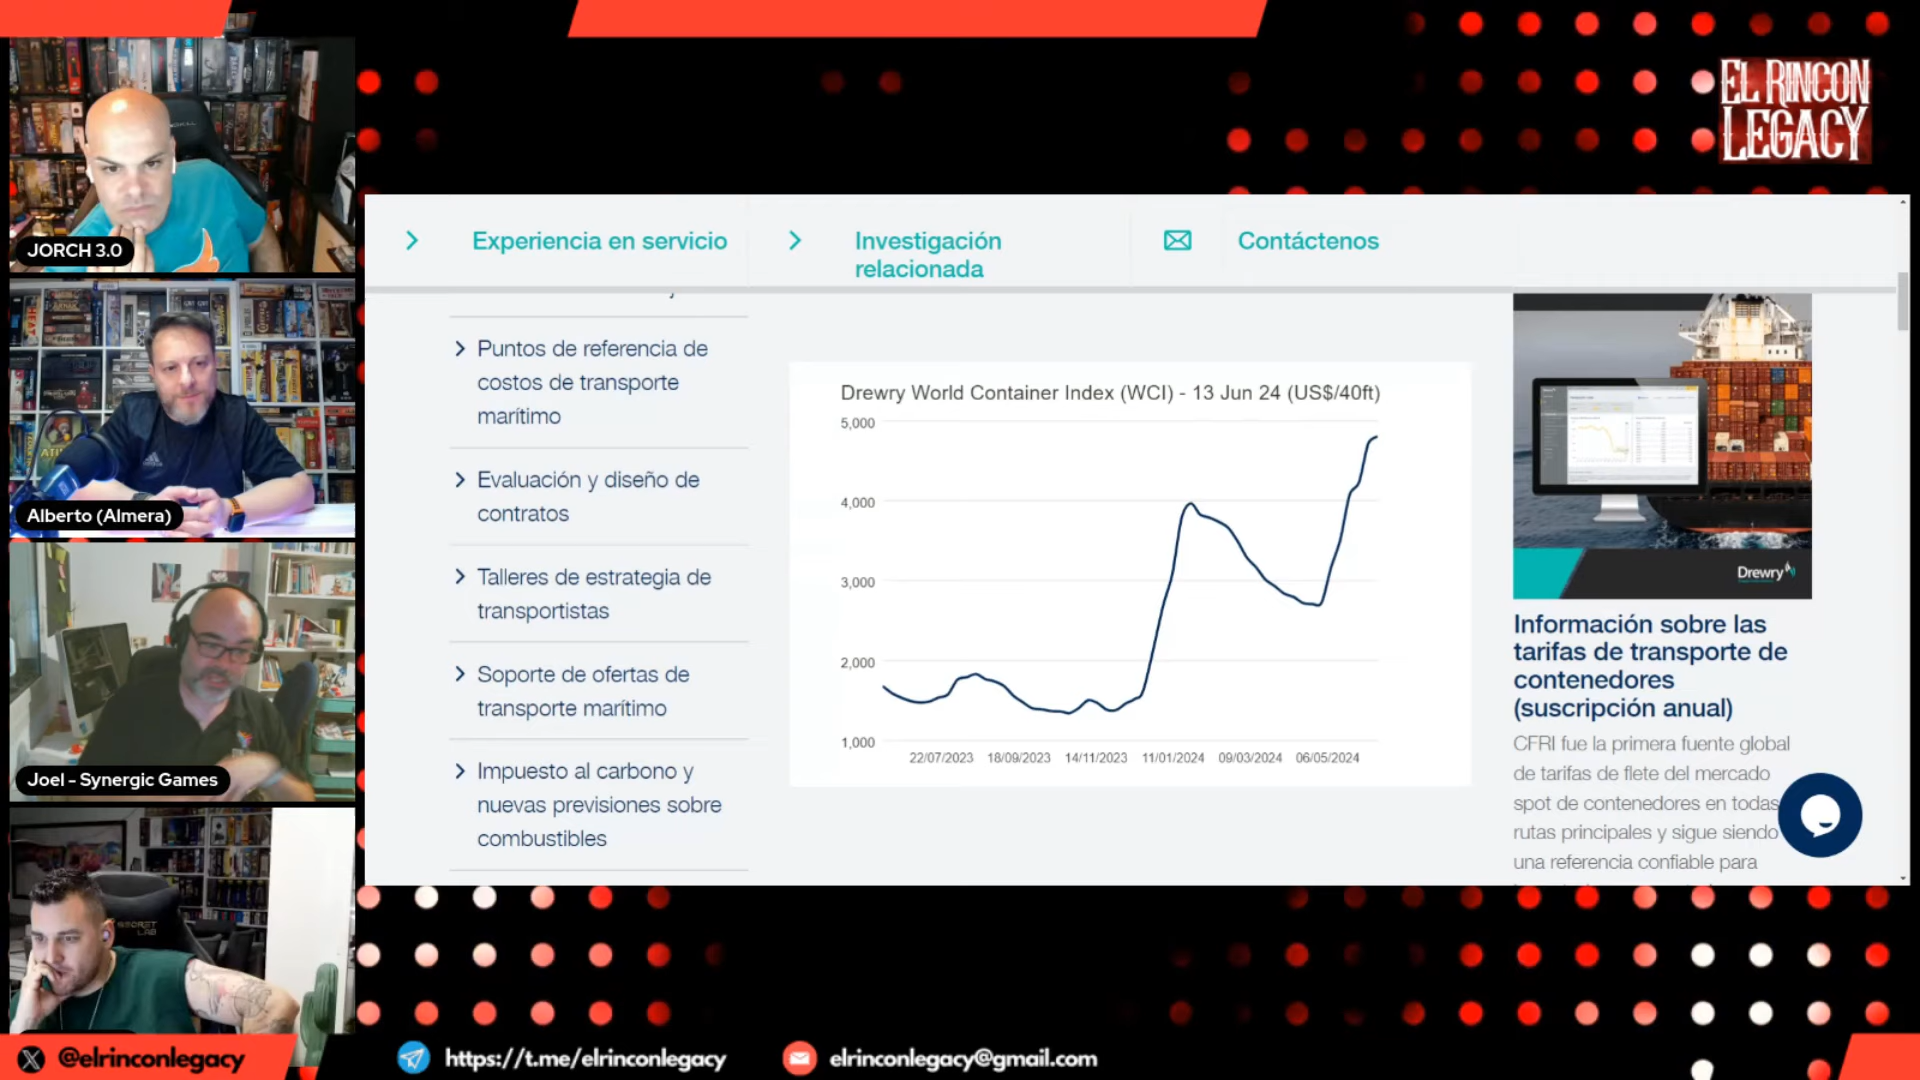 EL RINCON
LEGACY
JORCH 3.0
Alberto (Almera)
Joel - Synergic Games
SECRET
LAB
Experiencia en servicio
Investigación
relacionada
Contáctenos
Puntos de referencia de
costos de transporte
marítimo
Evaluación y diseño de
contratos
Talleres de estrategia de
transportistas
Soporte de ofertas de
transporte marítimo
Impuesto al carbono y
nuevas previsiones sobre
combustibles
Drewry World Container Index (WCI) - 13 Jun 24 (US$/40ft)
5,000
4,000
3,000
2,000
1,000
22/07/2023 18/09/2023 14/11/2023 11/01/2024 09/03/2024 06/05/2024
Drewry
Información sobre las
tarifas de transporte de
contenedores
(suscripción anual)
CFRI fue la primera fuente global
de tarifas de flete del mercado
spot de contenedores en todas
rutas principales y sigue siendo
una referencia confiable para
@elrinconlegacy
https://t.me/elrinconlegacy
elrinconlegacy@gmail.com